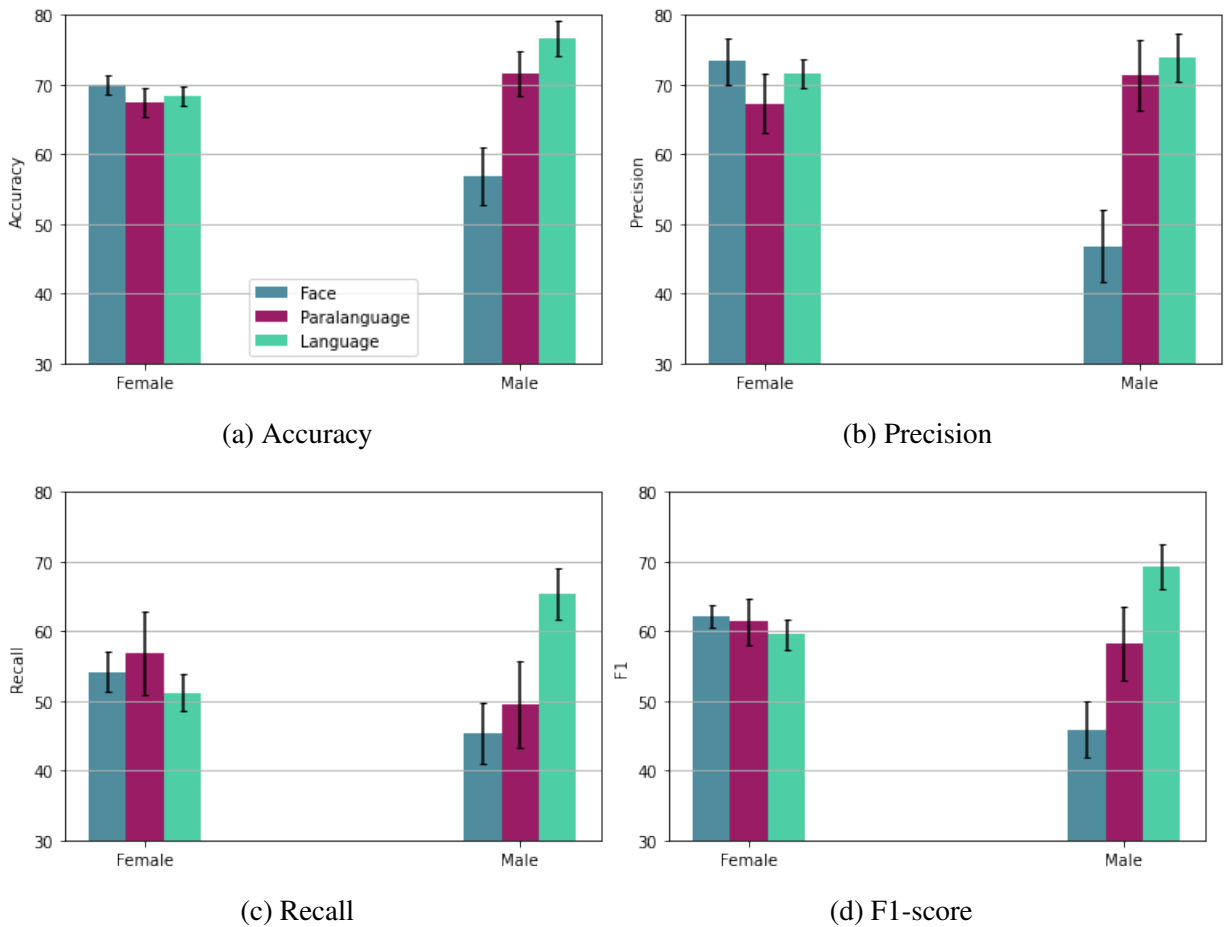 80
70
60
50
40
30
Accuracy
Face
Paralanguage
Language
Female
Male
(a) Accuracy
80
70
60
50
40
30
Precision
Female
Male
(b) Precision
80
70
60
50
40
30
Recall
Female
Male
(c) Recall
80
70
60
50
40
30
F1
Female
Male
(d) F1-score